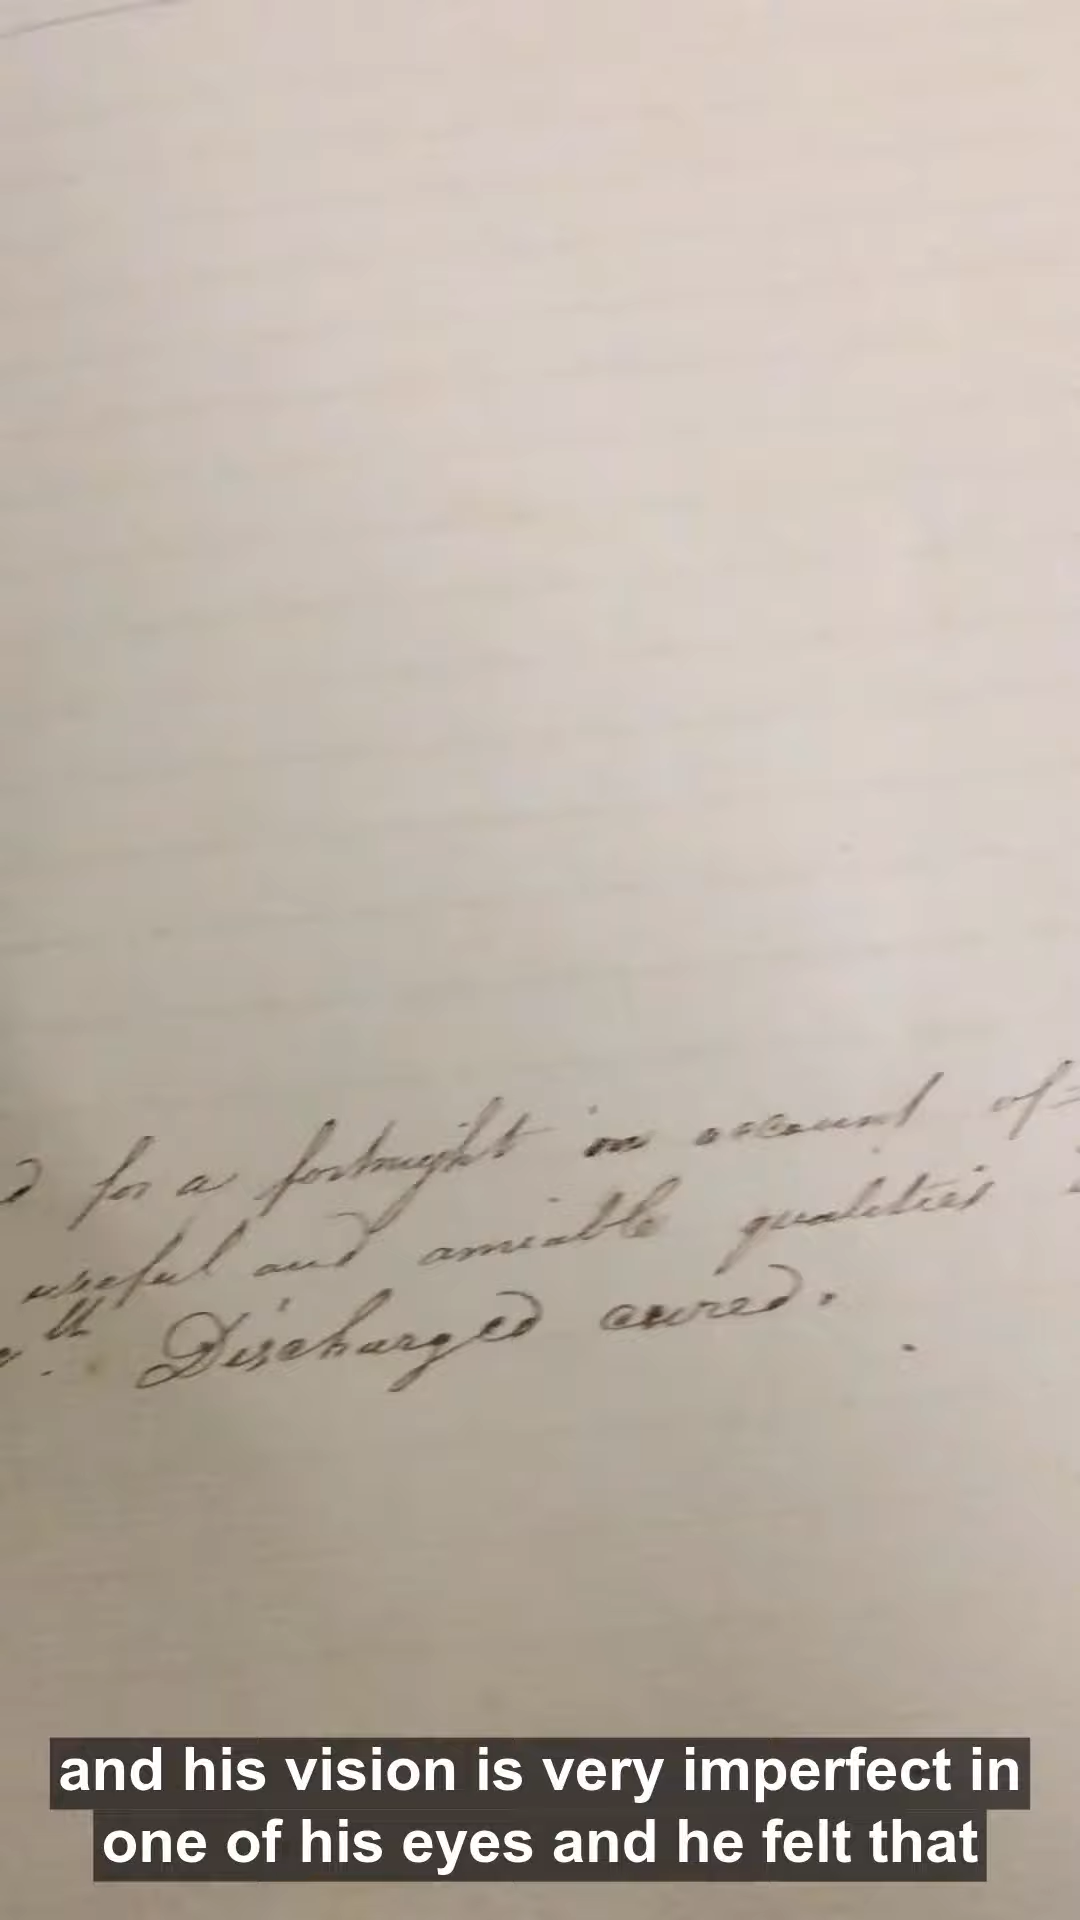 for a fortnight on account of
useful and amiable qualities
th. Discharged cured.
and his vision is very imperfect in
one of his eyes and he felt that